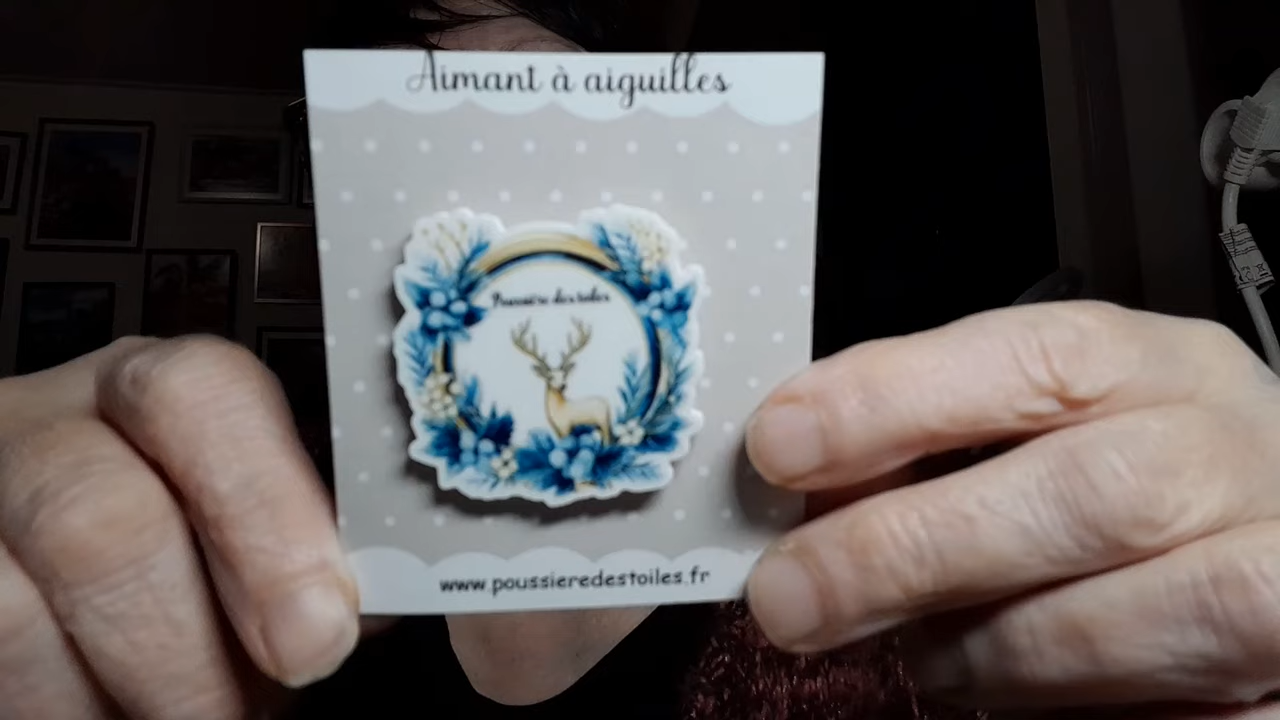 Aimant à aiguilles
Poussière des toiles
www.poussieredestoiles.fr